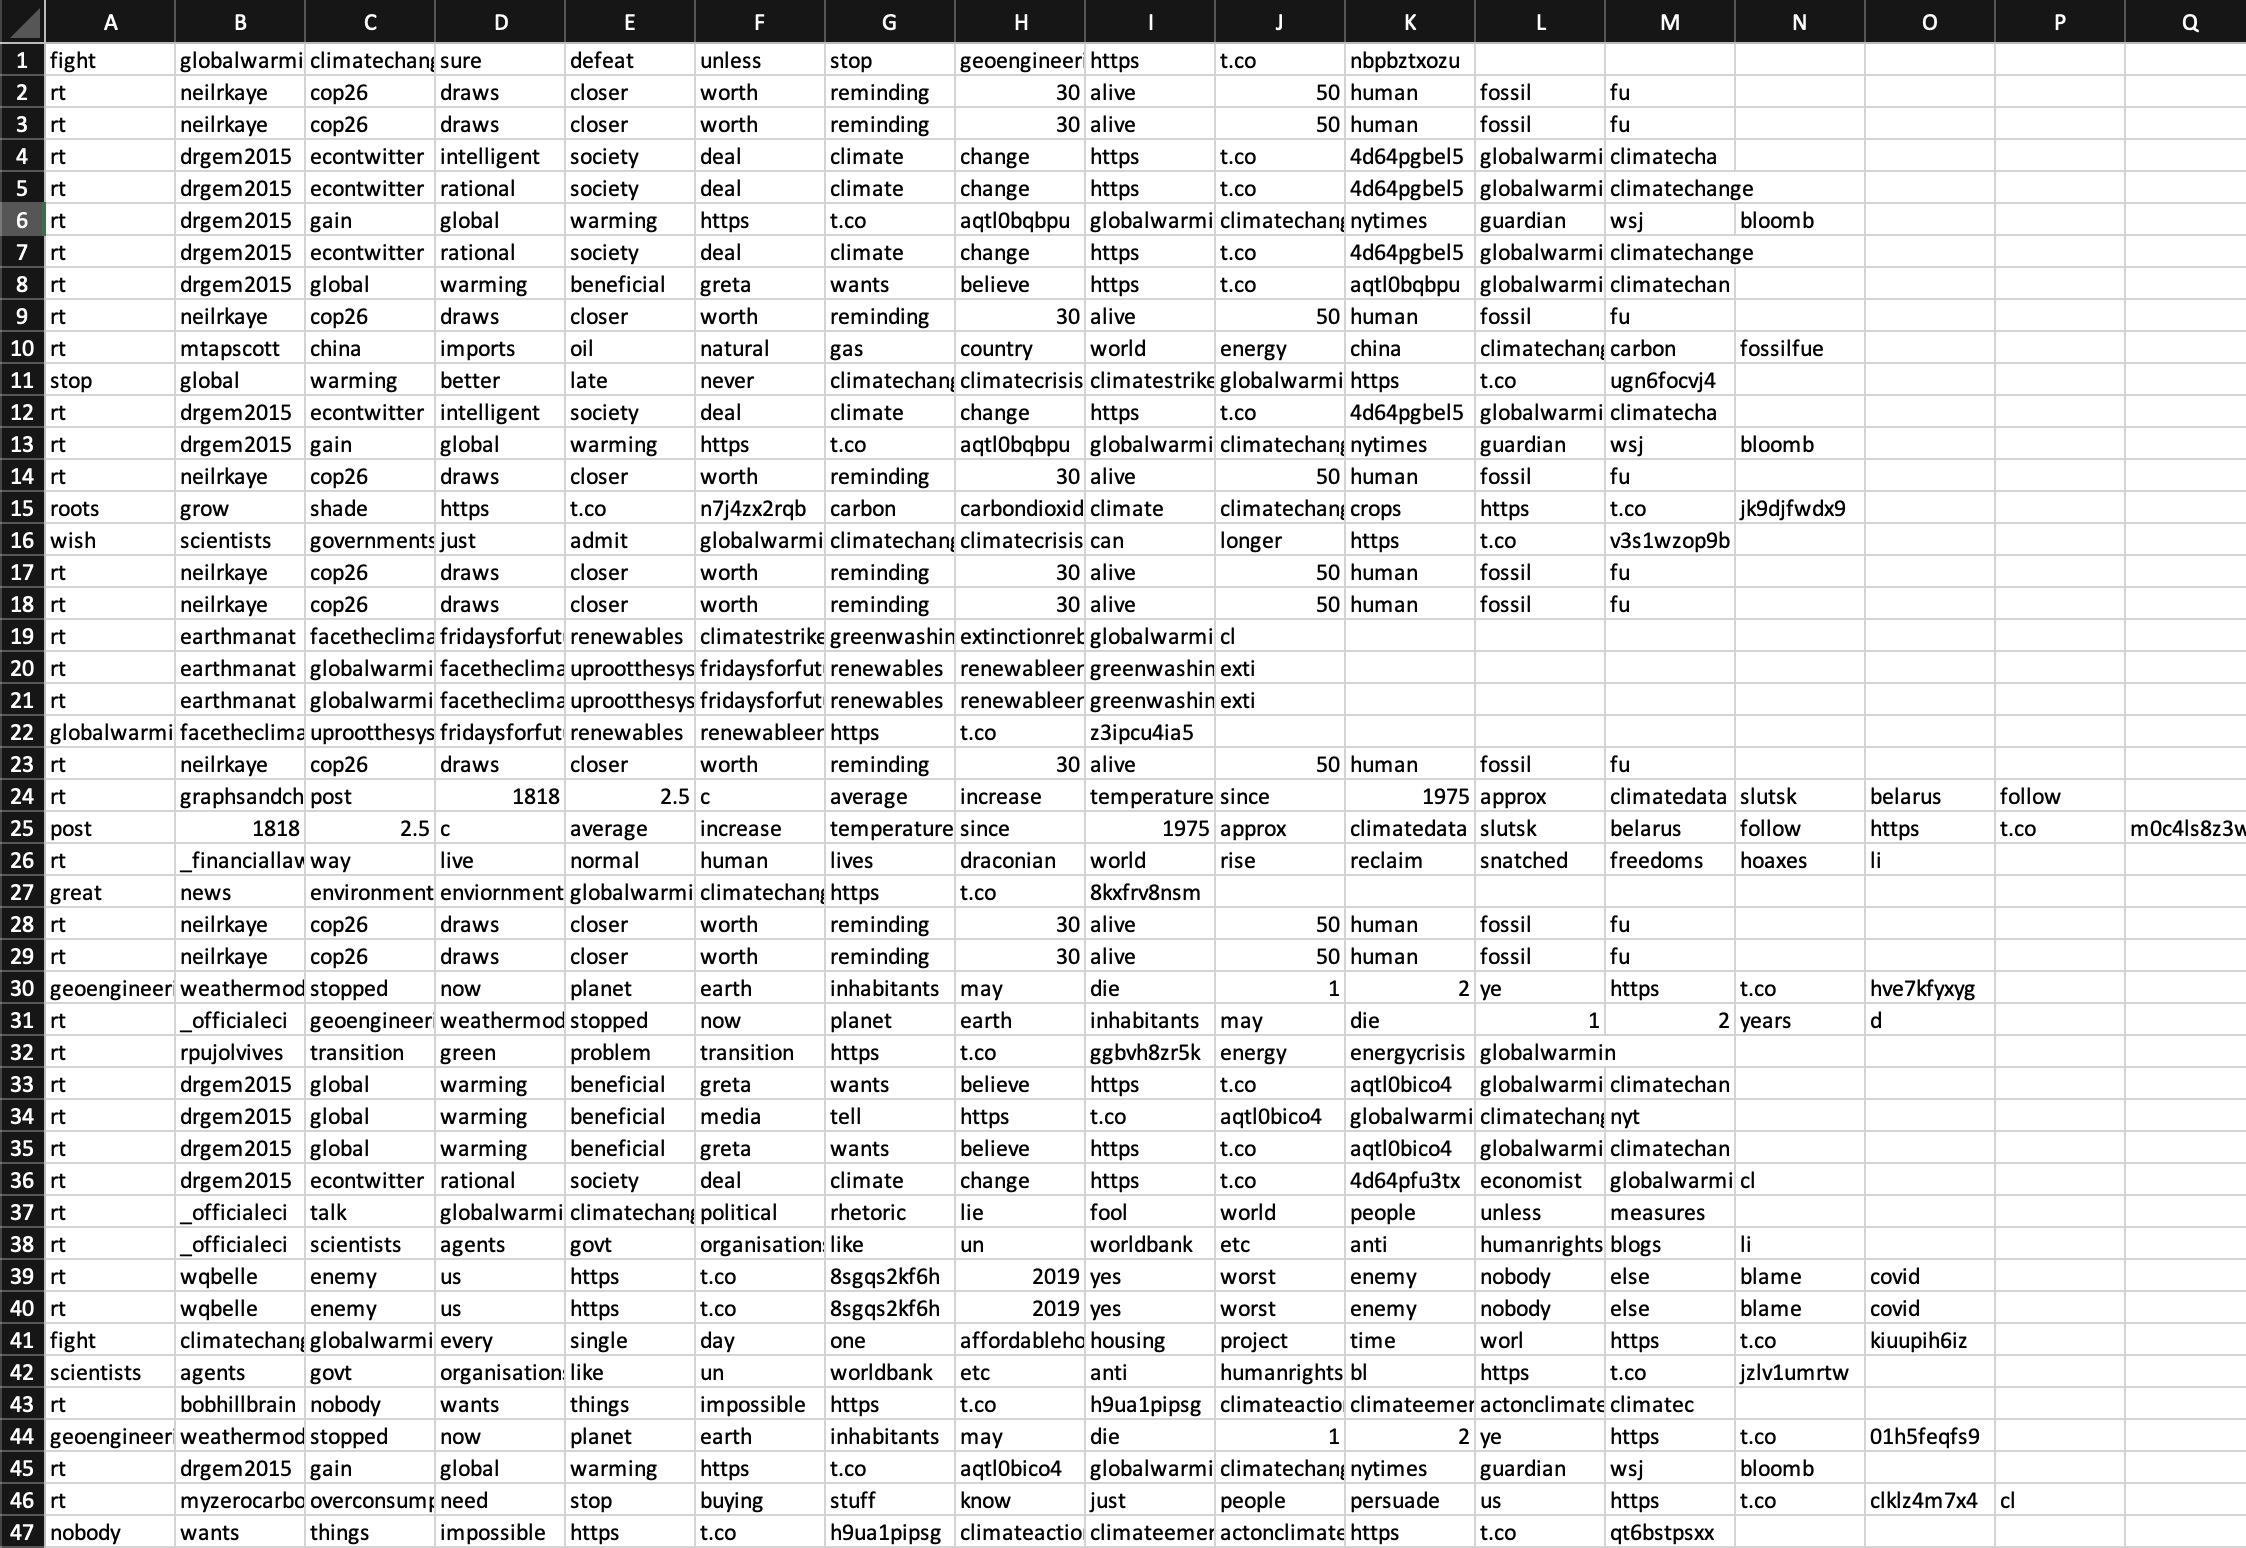 A B C D E F G H I J K L M N O P Q
1 fight globalwarmi climatechang sure defeat unless stop geoengineeri https t.co nbpbztxozu
2 rt neilrkaye cop26 draws closer worth reminding 30 alive 50 human fossil fu
3 rt neilrkaye cop26 draws closer worth reminding 30 alive 50 human fossil fu
4 rt drgem2015 econtwitter intelligent society deal climate change https t.co 4d64pgbel5 globalwarmi climatecha
5 rt drgem2015 econtwitter rational society deal climate change https t.co 4d64pgbel5 globalwarmi climatechange
6 rt drgem2015 gain global warming https t.co aqtl0bqbpu globalwarmi climatechang nytimes guardian wsj bloomb
7 rt drgem2015 econtwitter rational society deal climate change https t.co 4d64pgbel5 globalwarmi climatechange
8 rt drgem2015 global warming beneficial greta wants believe https t.co aqtl0bqbpu globalwarmi climatechan
9 rt neilrkaye cop26 draws closer worth reminding 30 alive 50 human fossil fu
10 rt mtapscott china imports oil natural gas country world energy china climatechang carbon fossilfue
11 stop global warming better late never climatechang climatecrisis climatestrike globalwarmi https t.co ugn6focvj4
12 rt drgem2015 econtwitter intelligent society deal climate change https t.co 4d64pgbel5 globalwarmi climatecha
13 rt drgem2015 gain global warming https t.co aqtl0bqbpu globalwarmi climatechang nytimes guardian wsj bloomb
14 rt neilrkaye cop26 draws closer worth reminding 30 alive 50 human fossil fu
15 roots grow shade https t.co n7j4zx2rqb carbon carbondioxid climate climatechang crops https t.co jk9djfwdx9
16 wish scientists governments just admit globalwarmi climatechang climatecrisis can longer https t.co v3s1wzop9b
17 rt neilrkaye cop26 draws closer worth reminding 30 alive 50 human fossil fu
18 rt neilrkaye cop26 draws closer worth reminding 30 alive 50 human fossil fu
19 rt earthmanat facetheclima fridaysforfut renewables climatestrike greenwashin extinctionreb globalwarmi cl
20 rt earthmanat globalwarmi facetheclima uprootthesys fridaysforfut renewables renewableer greenwashin exti
21 rt earthmanat globalwarmi facetheclima uprootthesys fridaysforfut renewables renewableer greenwashin exti
22 globalwarmi facetheclima uprootthesys fridaysforfut renewables renewableer https t.co z3ipcu4ia5
23 rt neilrkaye cop26 draws closer worth reminding 30 alive 50 human fossil fu
24 rt graphsandch post 1818 2.5 c average increase temperature since 1975 approx climatedata slutsk belarus follow
25 post 1818 2.5 c average increase temperature since 1975 approx climatedata slutsk belarus follow https t.co m0c4ls8z3w
26 rt _financiallaw way live normal human lives draconian world rise reclaim snatched freedoms hoaxes li
27 great news environment enviornment globalwarmi climatechang https t.co 8kxfrv8nsm
28 rt neilrkaye cop26 draws closer worth reminding 30 alive 50 human fossil fu
29 rt neilrkaye cop26 draws closer worth reminding 30 alive 50 human fossil fu
30 geoengineeri weathermod stopped now planet earth inhabitants may die 1 2 ye https t.co hve7kfyxyg
31 rt _officialeci geoengineeri weathermod stopped now planet earth inhabitants may die 1 2 years d
32 rt rpujolvives transition green problem transition https t.co ggbvh8zr5k energy energycrisis globalwarmin
33 rt drgem2015 global warming beneficial greta wants believe https t.co aqtl0bico4 globalwarmi climatechan
34 rt drgem2015 global warming beneficial media tell https t.co aqtl0bico4 globalwarmi climatechang nyt
35 rt drgem2015 global warming beneficial greta wants believe https t.co aqtl0bico4 globalwarmi climatechan
36 rt drgem2015 econtwitter rational society deal climate change https t.co 4d64pfu3tx economist globalwarmi cl
37 rt _officialeci talk globalwarmi climatechang political rhetoric lie fool world people unless measures
38 rt _officialeci scientists agents govt organisations like un worldbank etc anti humanrights blogs li
39 rt wqbelle enemy us https t.co 8sgqs2kf6h 2019 yes worst enemy nobody else blame covid
40 rt wqbelle enemy us https t.co 8sgqs2kf6h 2019 yes worst enemy nobody else blame covid
41 fight climatechang globalwarmi every single day one affordableho housing project time worl https t.co kiuupih6iz
42 scientists agents govt organisations like un worldbank etc anti humanrights bl https t.co jzlv1umrtw
43 rt bobhillbrain nobody wants things impossible https t.co h9ua1pipsg climateactio climateemer actonclimate climatec
44 geoengineeri weathermod stopped now planet earth inhabitants may die 1 2 ye https t.co 01h5feqfs9
45 rt drgem2015 gain global warming https t.co aqtl0bico4 globalwarmi climatechang nytimes guardian wsj bloomb
46 rt myzerocarbo overconsump need stop buying stuff know just people persuade us https t.co clklz4m7x4 cl
47 nobody wants things impossible https t.co h9ua1pipsg climateactio climateemer actonclimate https t.co qt6bstpsxx